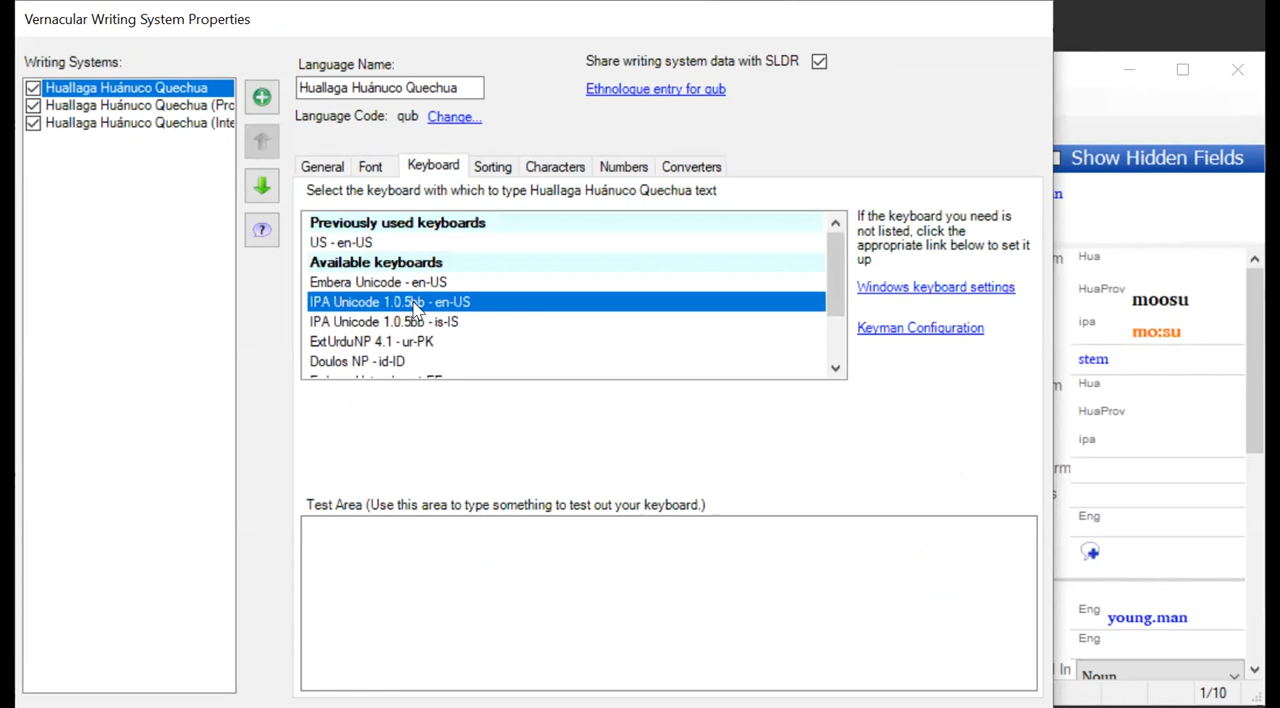 Vernacular Writing System Properties
Writing Systems:
Huallaga Huánuco Quechua
Huallaga Huánuco Quechua (Pro
Huallaga Huánuco Quechua (Inte
Language Name:
Huallaga Huánuco Quechua
Language Code: qub Change...
Share writing system data with SLDR
Ethnologue entry for qub
General Font Keyboard Sorting Characters Numbers Converters
Select the keyboard with which to type Huallaga Huánuco Quechua text
Previously used keyboards
US - en-US
Available keyboards
Embera Unicode - en-US
IPA Unicode 1.0.5bb - en-US
IPA Unicode 1.0.5bb - is-IS
ExtUrduNP 4.1 - ur-PK
Doulos NP - id-ID
If the keyboard you need is
not listed, click the
appropriate link below to set it
up
Windows keyboard settings
Keyman Configuration
Test Area (Use this area to type something to test out your keyboard.)
Show Hidden Fields
Hua
HuaProv moosu
ipa mo:su
stem
Hua
HuaProv
ipa
rm
Eng
Eng young.man
Eng
In Noun
1/10